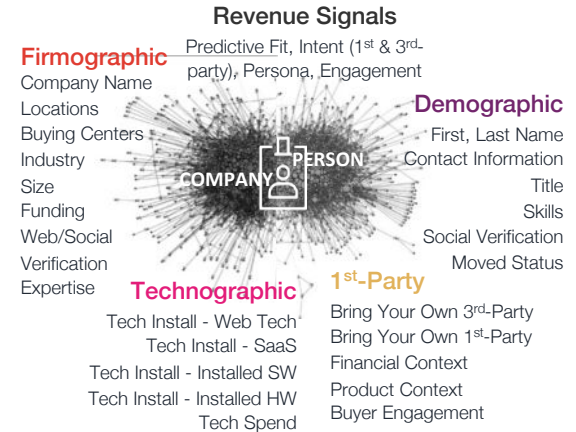 Revenue Signals
Predictive Fit, Intent (1st & 3rd-
party), Persona, Engagement
Firmographic
Company Name
Locations
Buying Centers
Industry
Size
Funding
Web/Social
Verification
Expertise
COMPANY
PERSON
Demographic
First, Last Name
Contact Information
Title
Skills
Social Verification
Moved Status
Technographic
Tech Install - Web Tech
Tech Install - SaaS
Tech Install - Installed SW
Tech Install - Installed HW
Tech Spend
1st-Party
Bring Your Own 3rd-Party
Bring Your Own 1st-Party
Financial Context
Product Context
Buyer Engagement